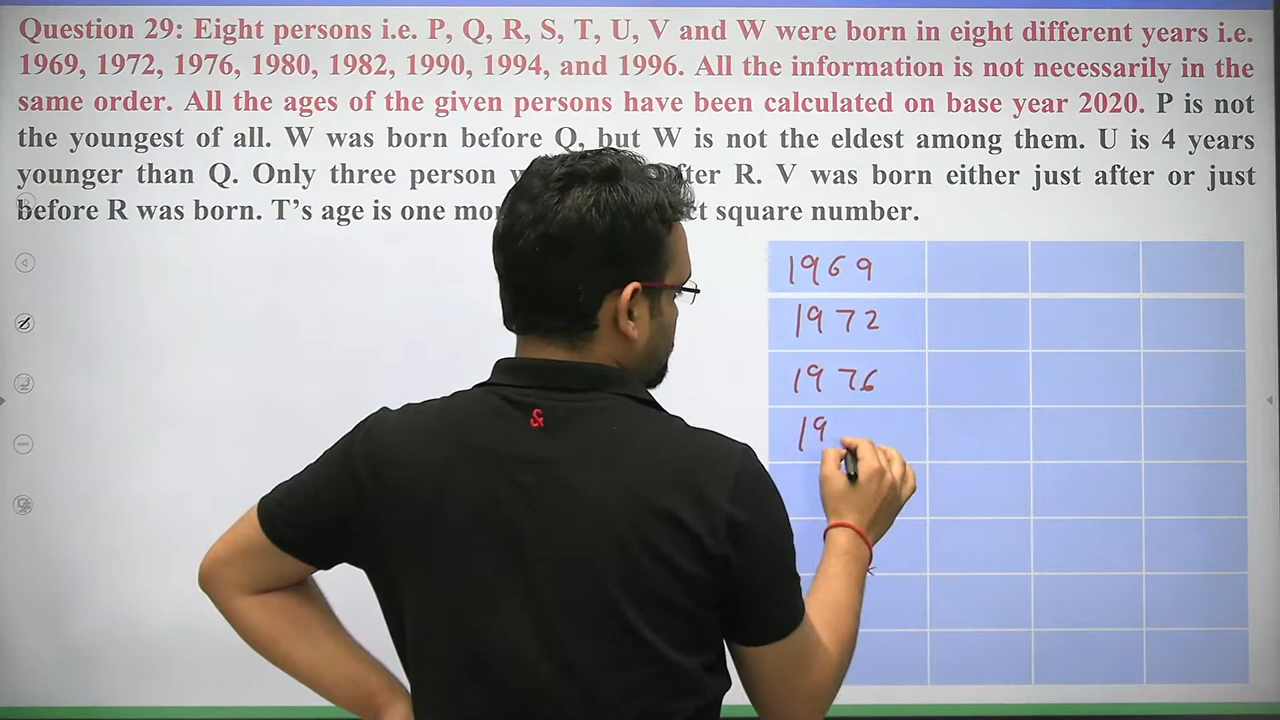 Question 29: Eight persons i.e. P, Q, R, S, T, U, V and W were born in eight different years i.e.
1969, 1972, 1976, 1980, 1982, 1990, 1994, and 1996. All the information is not necessarily in the
same order. All the ages of the given persons have been calculated on base year 2020. P is not
the youngest of all. W was born before Q, but W is not the eldest among them. U is 4 years
younger than Q. Only three person R. V was born either just after or just
before R was born. T's age is one square number.
1969
1972
1976
19